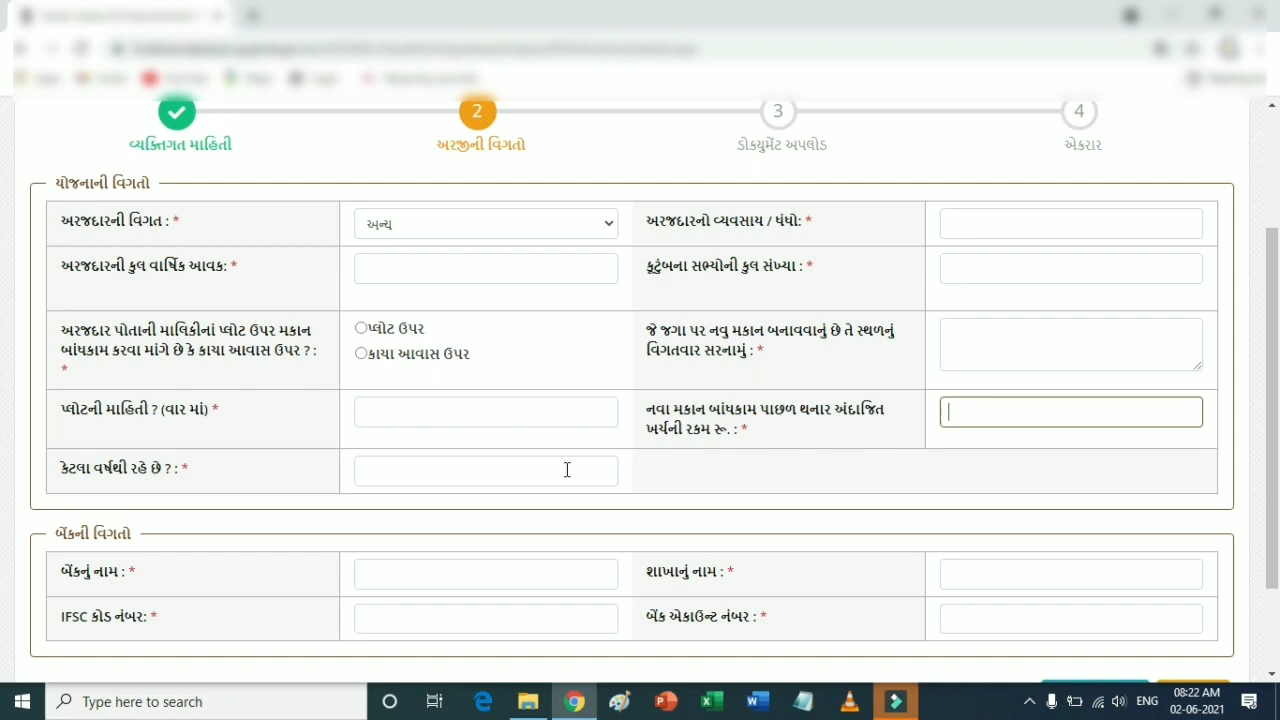 2
3
4
વ્યક્તિગત માહિતી
અરજીની વિગતો
ડોક્યુમેંટ અપલોડ
એકરાર
યોજનાની વિગતો
અરજદારની વિગત : *
અન્ય
અરજદારનો વ્યવસાય / ધંધો: *
અરજદારની કુલ વાર્ષિક આવક: *
કૂટુંબના સભ્યોની કુલ સંખ્યા : *
અરજદાર પોતાની માલિકીનાં પ્લોટ ઉપર મકાન
બાંધકામ કરવા માંગે છે કે કાચા આવાસ ઉપર ? :
*
પ્લોટ ઉપર
કાચા આવાસ ઉપર
જે જગા પર નવુ મકાન બનાવવાનું છે તે સ્થળનું
વિગતવાર સરનામું : *
પ્લોટની માહિતી ? (વાર માં) *
નવા મકાન બાંધકામ પાછળ થનાર અંદાજિત
ખર્ચની રકમ રૂ. : *
કેટલા વર્ષથી રહે છે ? : *
બેંકની વિગતો
બેંકનું નામ : *
શાખાનું નામ : *
IFSC કોડ નંબર: *
બેંક એકાઉન્ટ નંબર : *
Type here to search
ENG
08:22 AM
02-06-2021